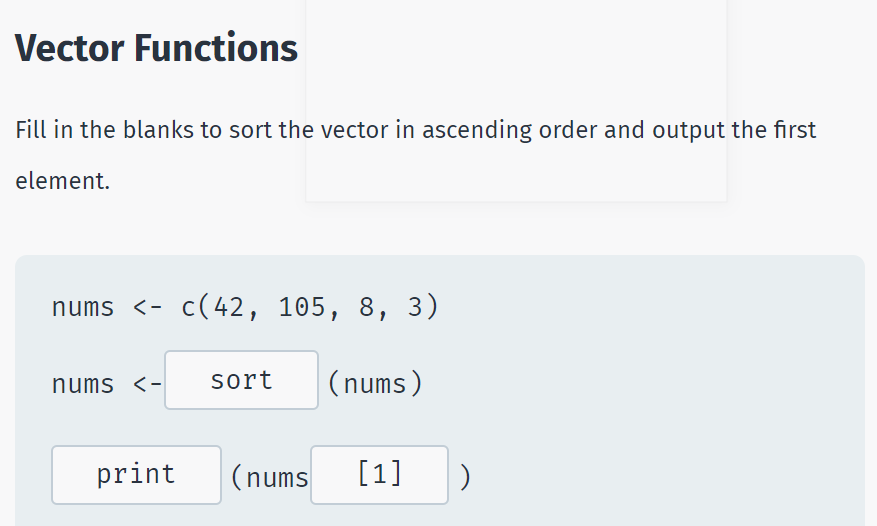 Vector Functions
Fill in the blanks to sort the vector in ascending order and output the first
element.
nums <- c(42, 105, 8, 3)
nums <- sort (nums)
print (nums [1] )